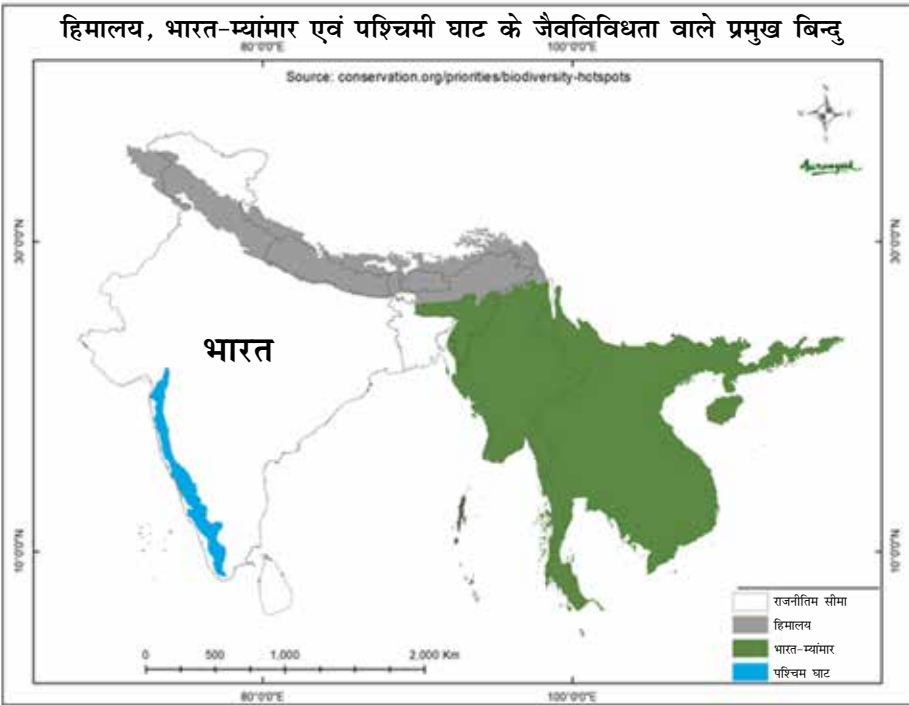 हिमालय, भारत-म्यांमार एवं पश्चिमी घाट के जैवविविधता वाले प्रमुख बिन्दु
80°0'0"E 100°0'0"E
Source: conservation.org/priorities/biodiversity-hotspots
N
E
S
30°0'0"N 30°0'0"N
भारत
10°0'0"N 10°0'0"N
राजनीतिम सीमा
हिमालय
भारत-म्यांमार
पश्चिम घाट
0 500 1,000 2,000 Km
80°0'0"E 100°0'0"E